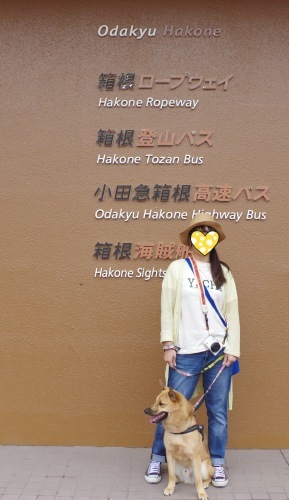 Odakyu Hakone
箱根ロープウェイ
Hakone Ropeway
箱根登山バス
Hakone Tozan Bus
小田急箱根高速バス
Odakyu Hakone Highway Bus
箱根海賊船
Hakone Sights
YACHT